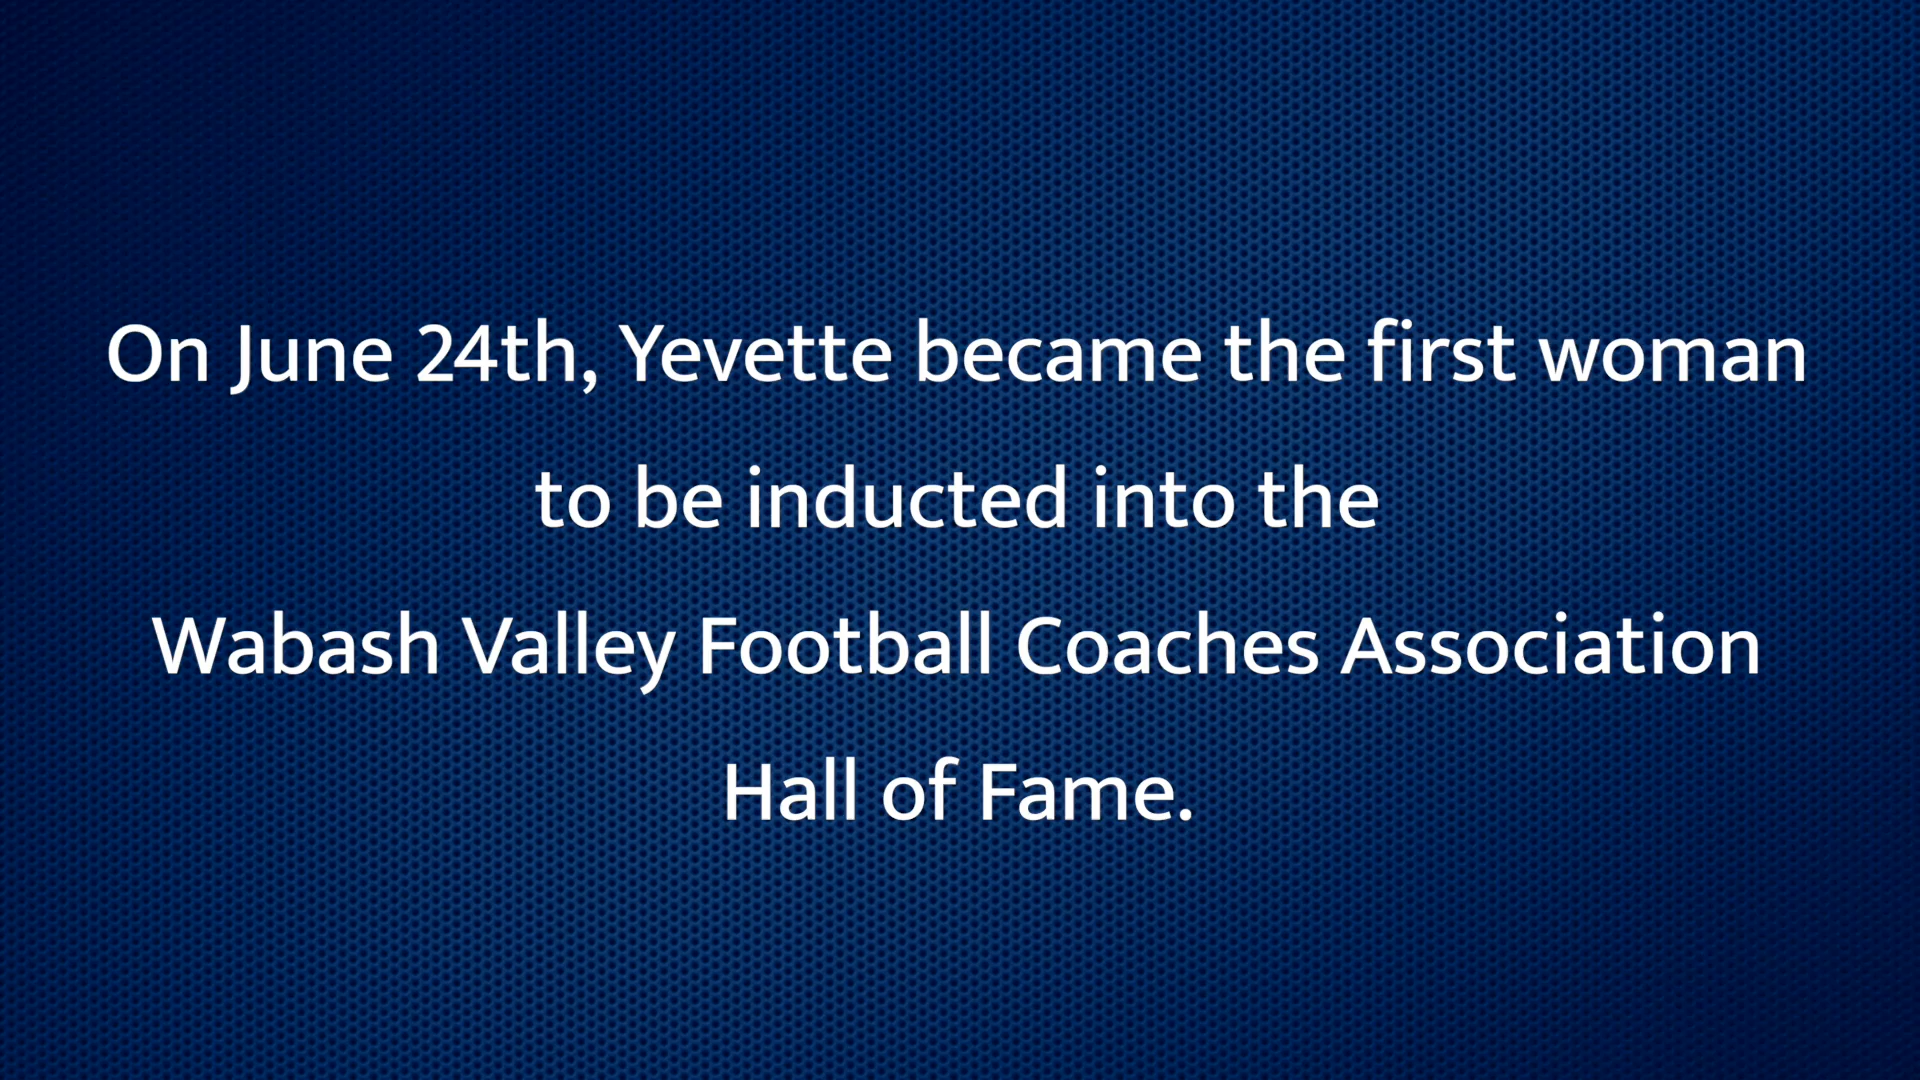 On June 24th, Yevette became the first woman
to be inducted into the
Wabash Valley Football Coaches Association
Hall of Fame.